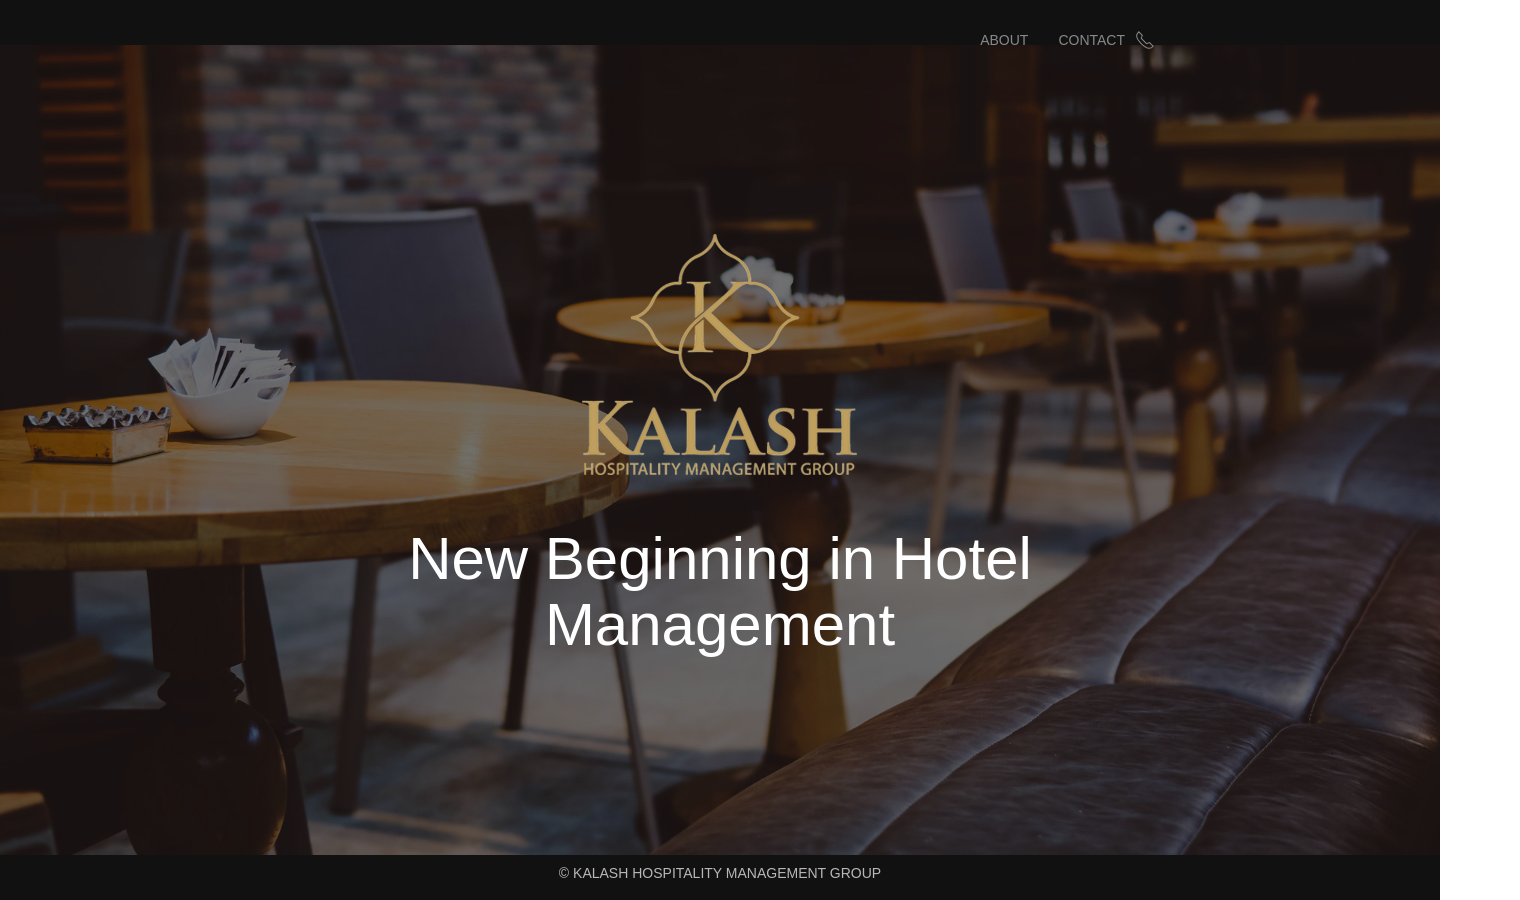 ABOUT CONTACT
K
KALASH
HOSPITALITY MANAGEMENT GROUP
New Beginning in Hotel
Management
© KALASH HOSPITALITY MANAGEMENT GROUP